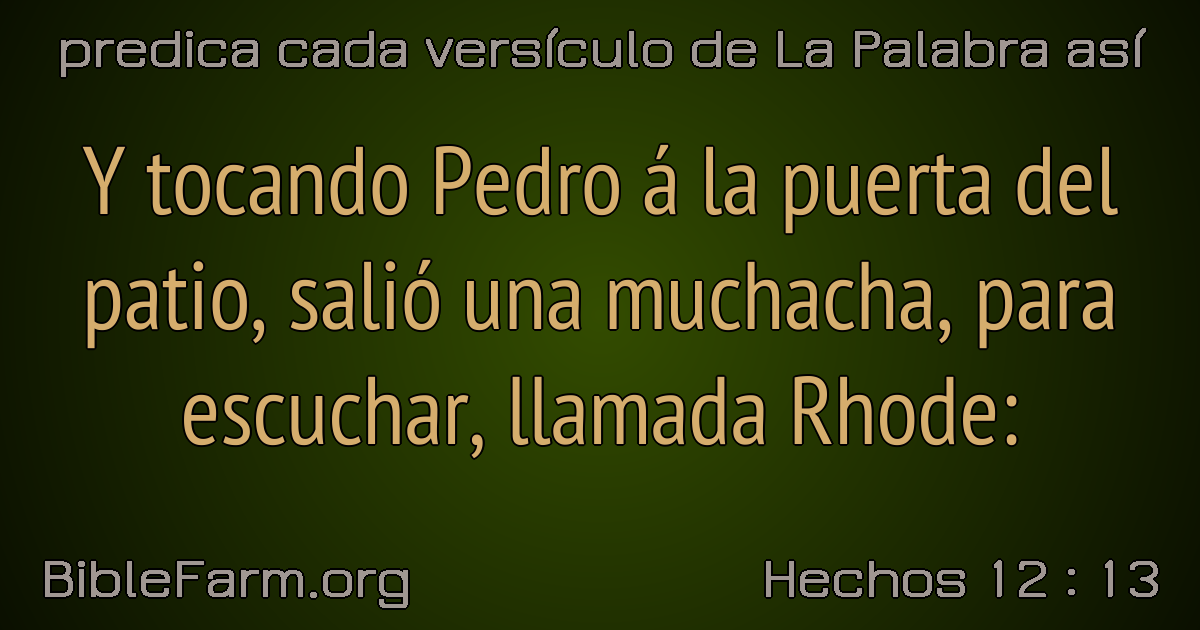 predica cada versículo de La Palabra así
Y tocando Pedro á la puerta del
patio, salió una muchacha, para
escuchar, llamada Rhode:
BibleFarm.org
Hechos 12 : 13